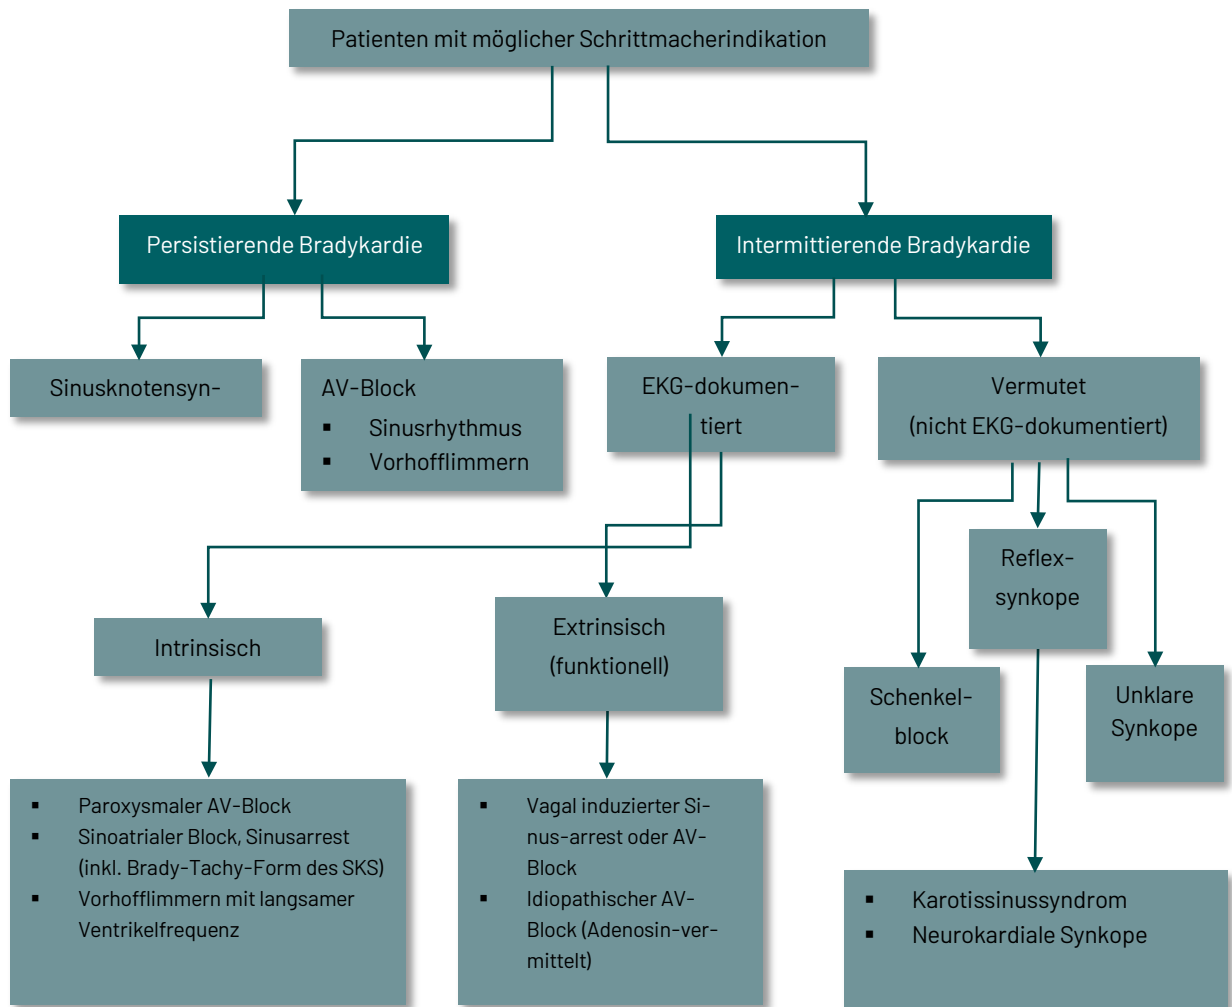 Patienten mit möglicher Schrittmacherindikation
Persistierende Bradykardie
Intermittierende Bradykardie
Sinusknotensyn-
AV-Block
▪ Sinusrhythmus
▪ Vorhofflimmern
EKG-dokumen-
tiert
Vermutet
(nicht EKG-dokumentiert)
Intrinsisch
Extrinsisch
(funktionell)
Reflex-
synkope
Schenkel-
block
Unklare
Synkope
▪ Paroxysmaler AV-Block
▪ Sinoatrialer Block, Sinusarrest
(inkl. Brady-Tachy-Form des SKS)
▪ Vorhofflimmern mit langsamer
Ventrikelfrequenz
▪ Vagal induzierter Si-
nus-arrest oder AV-
Block
▪ Idiopathischer AV-
Block (Adenosin-ver-
mittelt)
▪ Karotissinussyndrom
▪ Neurokardiale Synkope